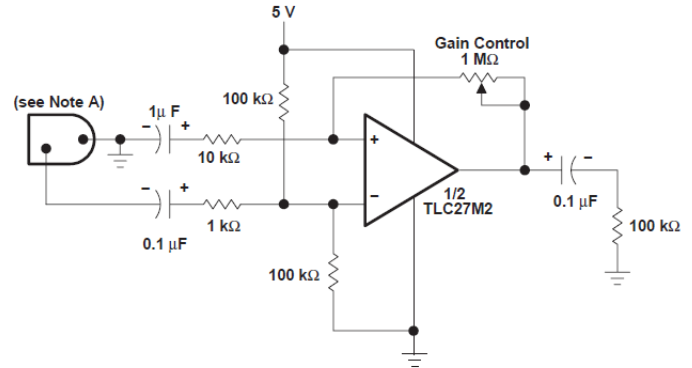 5 V
Gain Control
1 MΩ
(see Note A)
100 kΩ
1μ F
- +
10 kΩ
+
- +
0.1 μF
1 kΩ
-
1/2
TLC27M2
+ -
0.1 μF
100 kΩ
100 kΩ